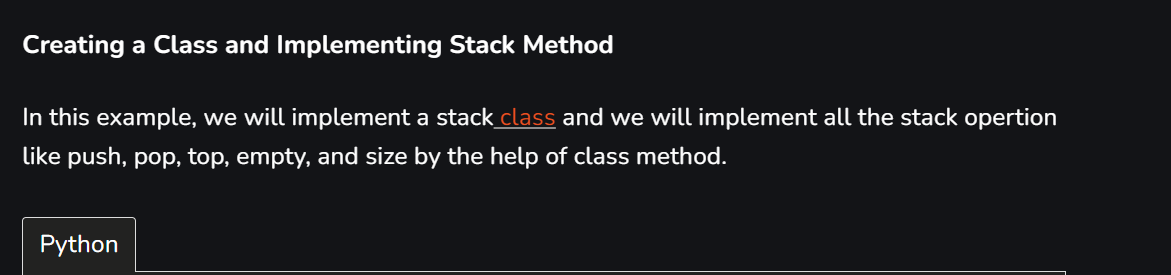 Creating a Class and Implementing Stack Method
In this example, we will implement a stack class and we will implement all the stack opertion
like push, pop, top, empty, and size by the help of class method.
Python